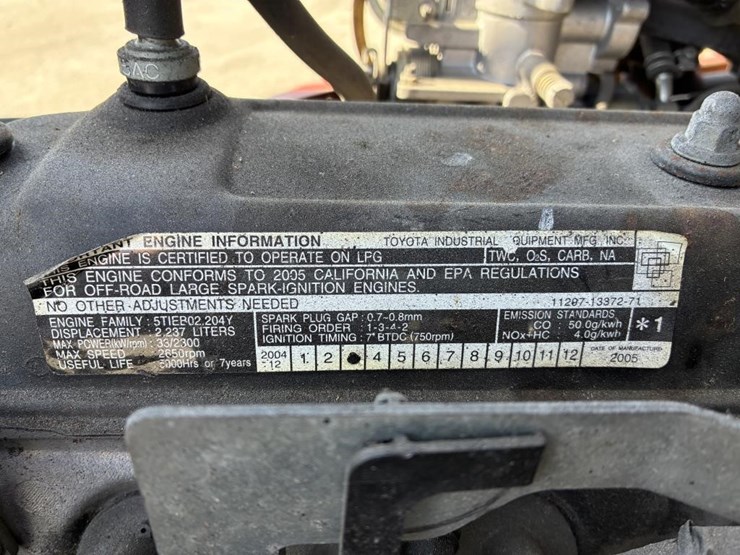 AC
ENGINE INFORMATION TOYOTA INDUSTRIAL QUIPMENT MFG. INC.
ENGINE IS CERTIFIED TO OPERATE ON LPG TWC, O₂S, CARB, NA
THIS ENGINE CONFORMS TO 2005 CALIFORNIA AND EPA REGULATIONS
FOR OFF-ROAD LARGE SPARK-IGNITION ENGINES.
NO OTHER ADJUSTMENTS NEEDED 11297-13372-71
ENGINE FAMILY : 5TIEB02.204Y
DISPLACEMENT : 2.237 LITERS
MAX POWER(kW/rpm) : 33/2300
MAX SPEED : 2650rpm
USEFUL LIFE : 5000Hrs or 7years
SPARK PLUG GAP : 0.7-0.8mm
FIRING ORDER : 1-3-4-2
IGNITION TIMING : 7° BTDC (750rpm)
EMISSION STANDARDS
CO : 50.0g/kwh
NOx+HC : 4.0g/kwh
*1
2004 12 1 2 4 5 6 7 8 9 10 11 12
DATE OF MANUFACTURE
2005